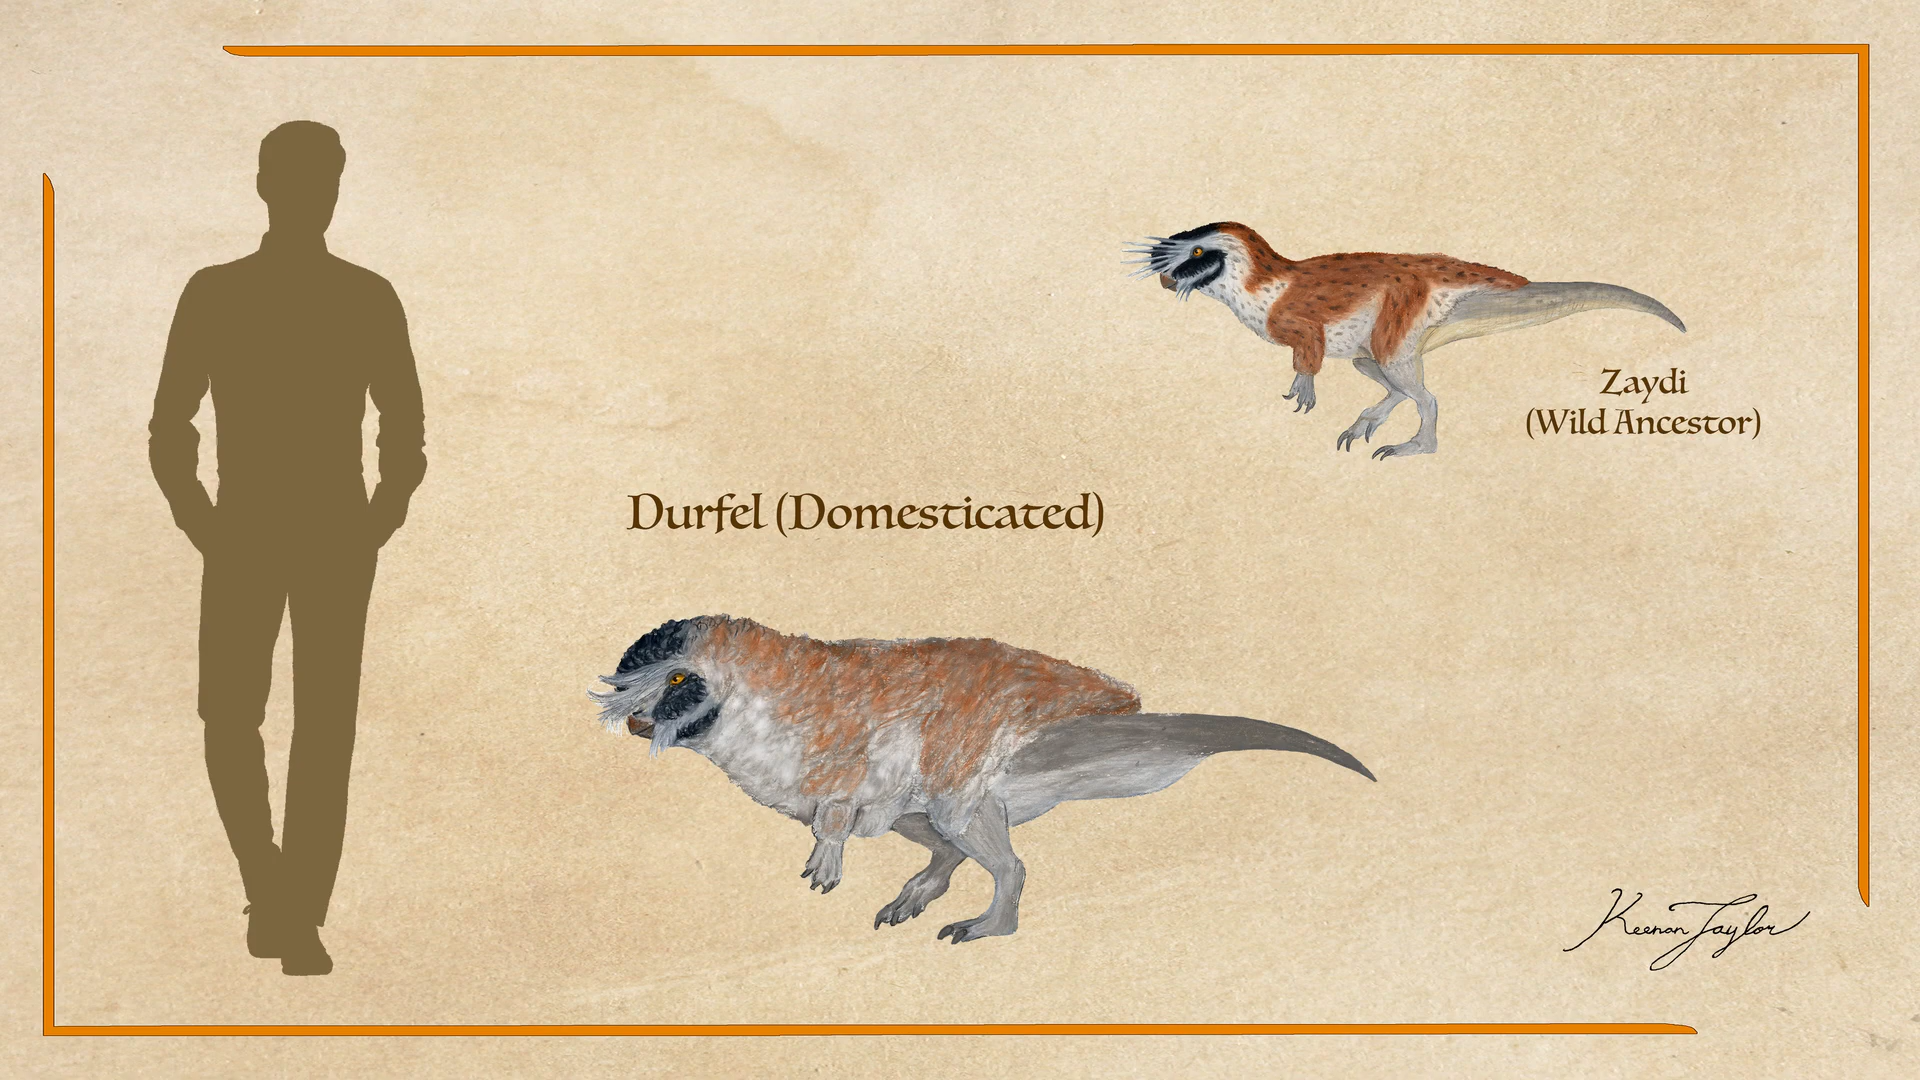 Zaydi
(Wild Ancestor)
Durfel (Domesticated)
Keenan Taylor